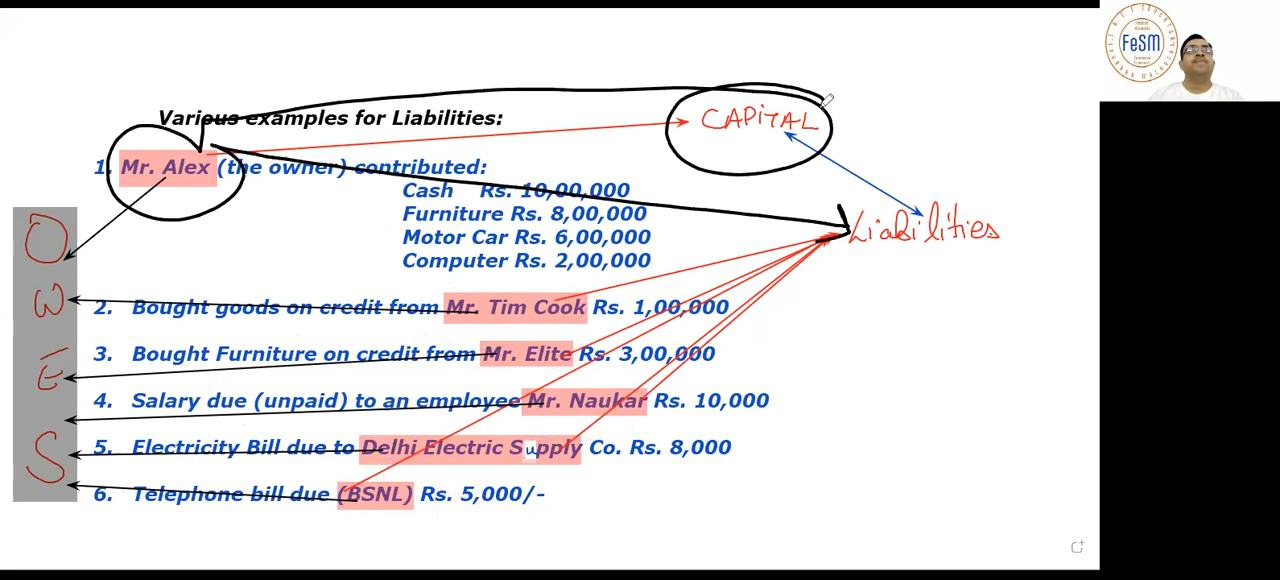 FeSM
Various examples for Liabilities:
CAPITAL
1. Mr. Alex (the owner) contributed:
Cash Rs. 10,00,000
Furniture Rs. 8,00,000
Motor Car Rs. 6,00,000
Computer Rs. 2,00,000
Liabilities
OWES
2. Bought goods on credit from Mr. Tim Cook Rs. 1,00,000
3. Bought Furniture on credit from Mr. Elite Rs. 3,00,000
4. Salary due (unpaid) to an employee Mr. Naukar Rs. 10,000
5. Electricity Bill due to Delhi Electric Supply Co. Rs. 8,000
6. Telephone bill due (BSNL) Rs. 5,000/-